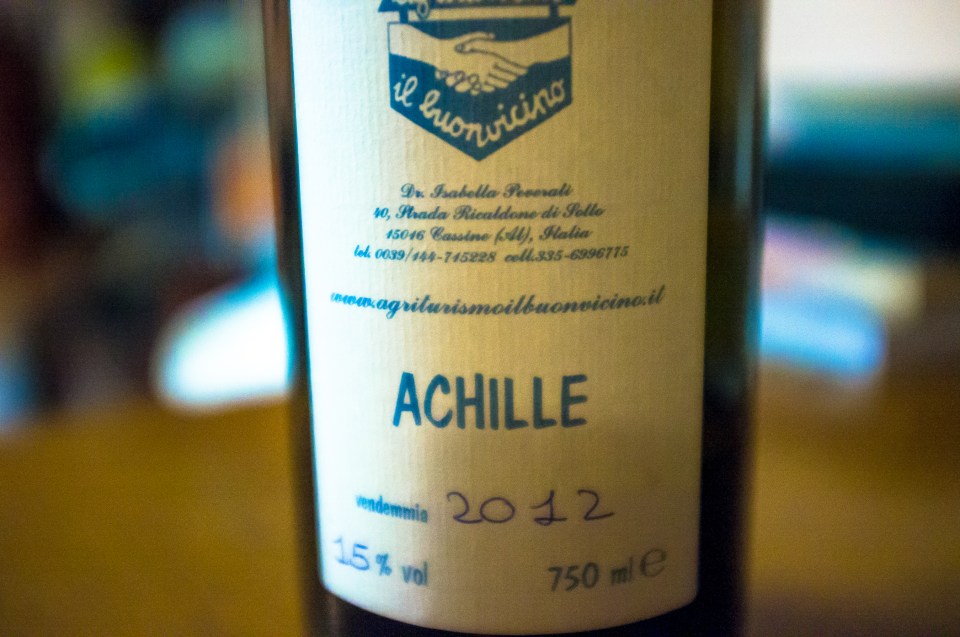 il buonvicino
Dr. Isabella Peverati
40, Strada Ricaldone di Sotto
15016 Cassine (Al), Italia
tel. 0039/144-715228 cell.335-6996775
www.agriturismoilbuonvicino.it
ACHILLE
vendemmia 2012
15% vol
750 ml e